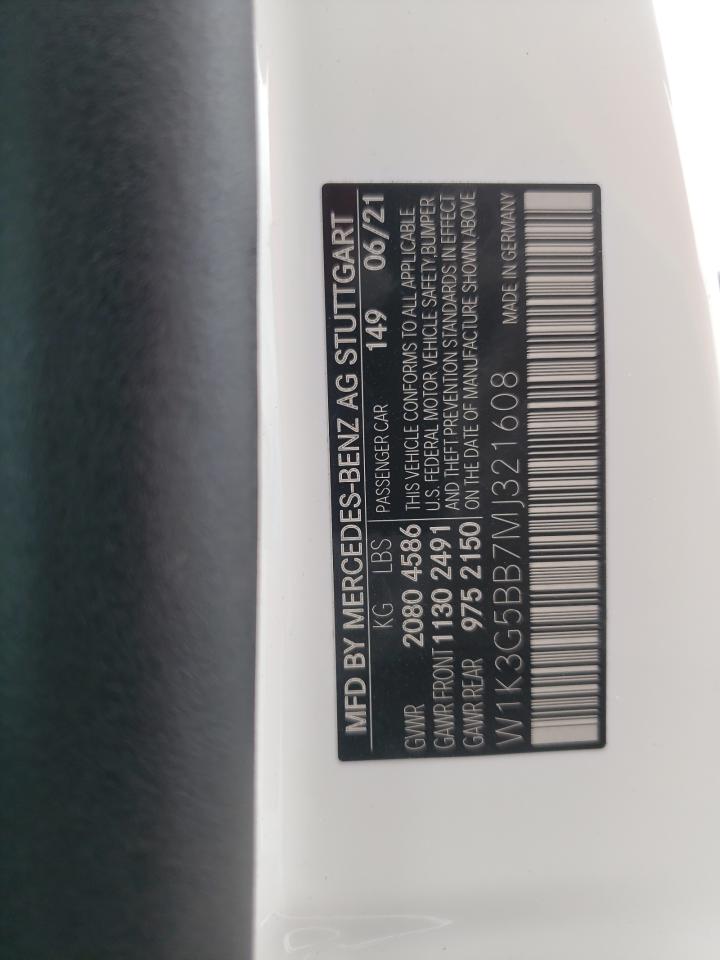 MFD BY MERCEDES-BENZ AG STUTTGART
KG LBS PASSENGER CAR 149 06/21
GVWR 2080 4586 THIS VEHICLE CONFORMS TO ALL APPLICABLE
GAWR FRONT 1130 2491 U.S. FEDERAL MOTOR VEHICLE SAFETY, BUMPER
GAWR REAR 975 2150 AND THEFT PREVENTION STANDARDS IN EFFECT
ON THE DATE OF MANUFACTURE SHOWN ABOVE
W1K3G5BB7MJ321608 MADE IN GERMANY